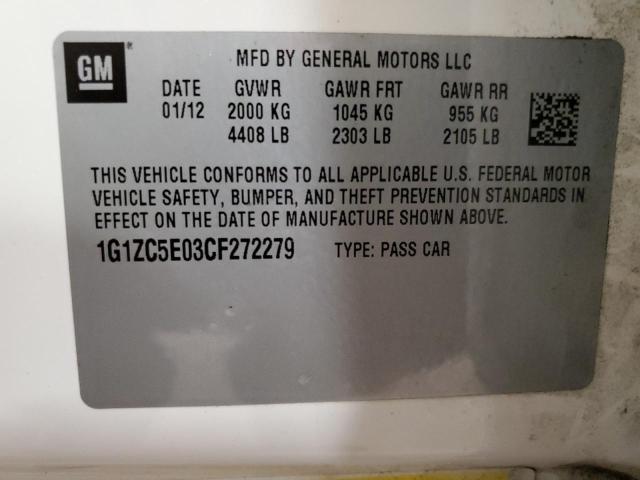 GM ®
MFD BY GENERAL MOTORS LLC
DATE GVWR GAWR FRT GAWR RR
01/12 2000 KG 1045 KG 955 KG
4408 LB 2303 LB 2105 LB
THIS VEHICLE CONFORMS TO ALL APPLICABLE U.S. FEDERAL MOTOR
VEHICLE SAFETY, BUMPER, AND THEFT PREVENTION STANDARDS IN
EFFECT ON THE DATE OF MANUFACTURE SHOWN ABOVE.
1G1ZC5E03CF272279 TYPE: PASS CAR